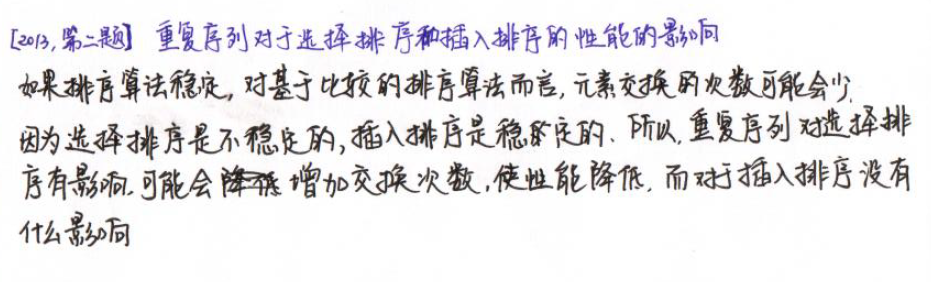 [2013,第二题] 重复序列对于选择排序和插入排序的性能的影响
如果排序算法稳定,对基于比较的排序算法而言,元素交换的次数可能会少.
因为选择排序是不稳定的,插入排序是稳定的.所以,重复序列对选择排
序有影响.可能会增加交换次数,使性能降低.而对于插入排序没有
什么影响